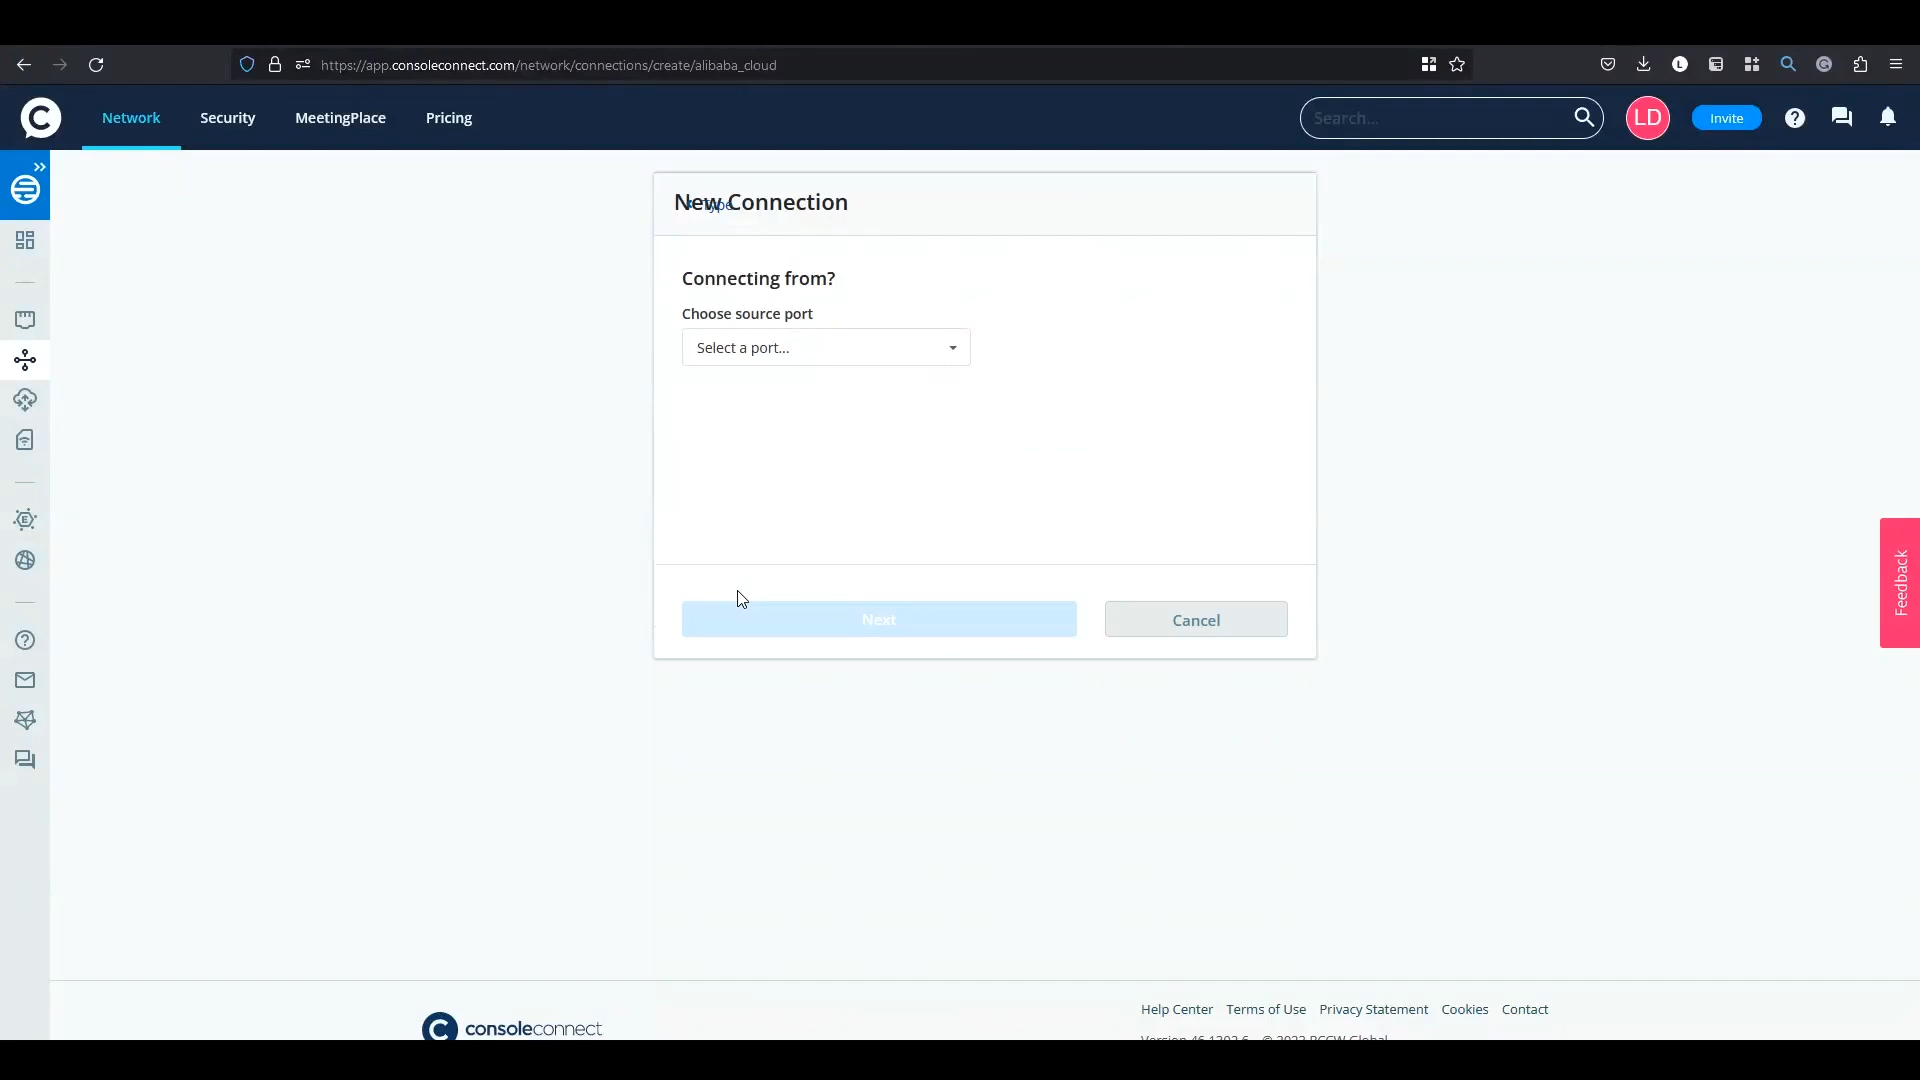 https://app.consoleconnect.com/network/connections/create/alibaba_cloud
Network Security MeetingPlace Pricing Search... LD Invite
New Connection
Type
Connecting from?
Choose source port
Select a port...
Next Cancel
Feedback
Help Center Terms of Use Privacy Statement Cookies Contact
consoleconnect